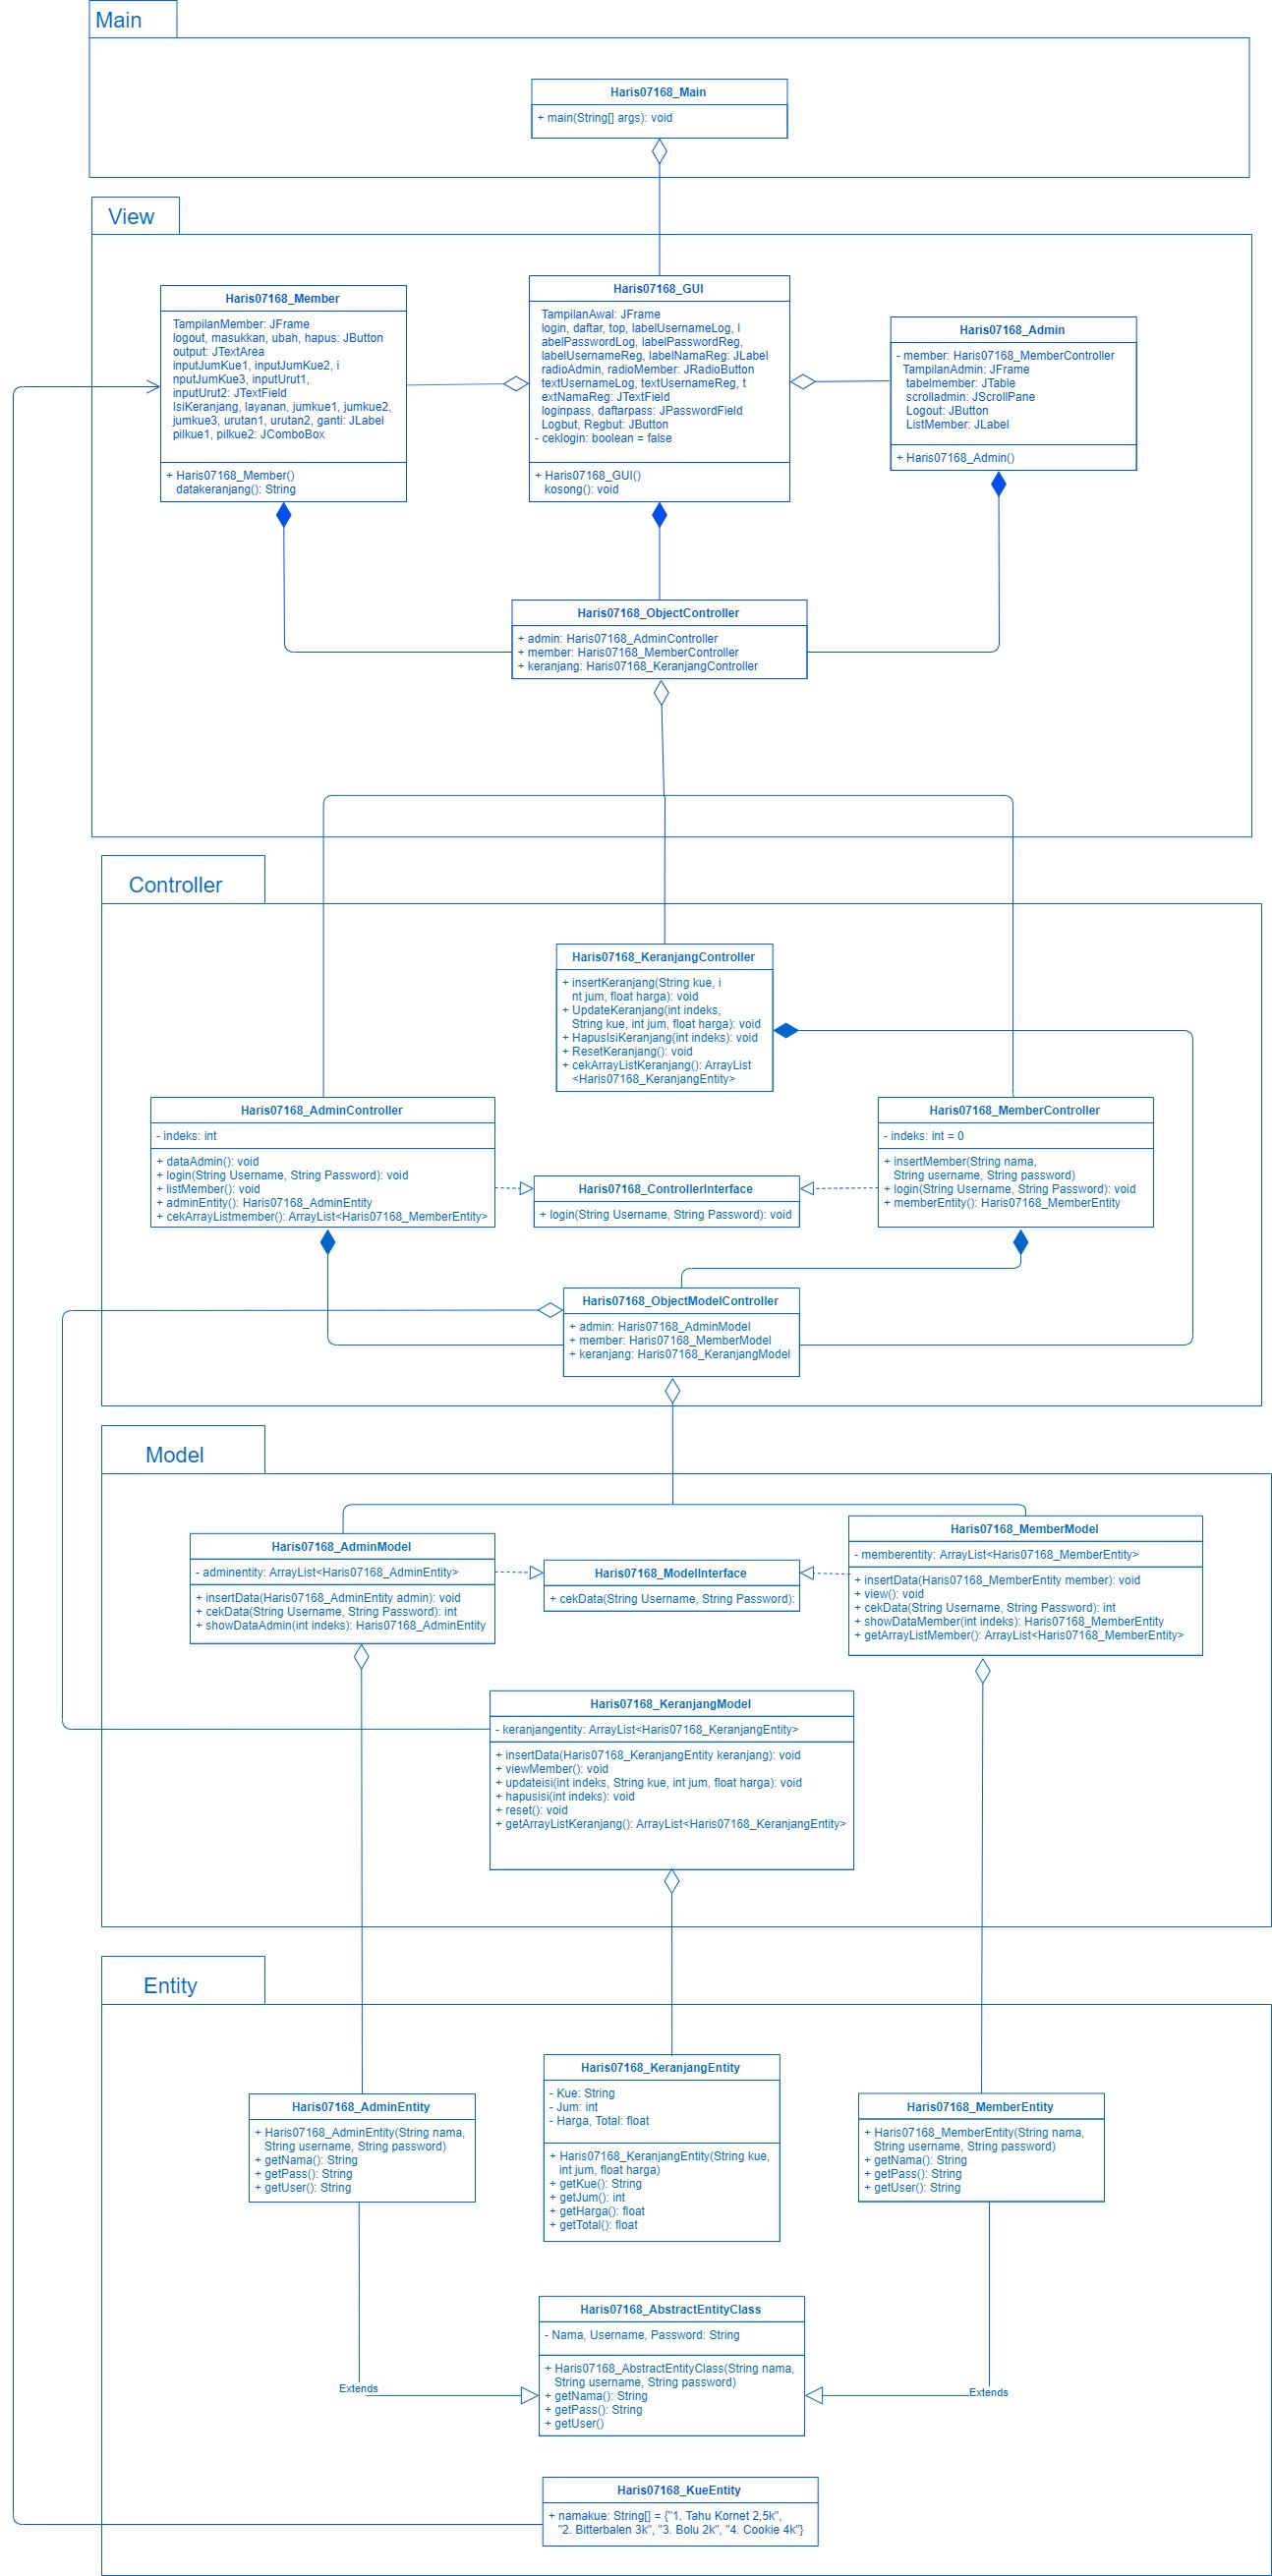 Main
Haris07168_Main
+ main(String[] args): void
View
Haris07168_Member
TampilanMember: JFrame
logout, masukkan, ubah, hapus: JButton
output: JTextArea
inputJumKue1, inputJumKue2, i
nputJumKue3, inputUrut1,
inputUrut2: JTextField
IsiKeranjang, layanan, jumkue1, jumkue2,
jumkue3, urutan1, urutan2, ganti: JLabel
pilkue1, pilkue2: JComboBox
+ Haris07168_Member()
datakeranjang(): String
Haris07168_GUI
TampilanAwal: JFrame
login, daftar, top, labelUsernameLog, l
abelPasswordLog, labelPasswordReg,
labelUsernameReg, labelNamaReg: JLabel
radioAdmin, radioMember: JRadioButton
textUsernameLog, textUsernameReg, t
extNamaReg: JTextField
loginpass, daftarpass: JPasswordField
Logbut, Regbut: JButton
- ceklogin: boolean = false
+ Haris07168_GUI()
kosong(): void
Haris07168_Admin
- member: Haris07168_MemberController
TampilanAdmin: JFrame
tabelmember: JTable
scrolladmin: JScrollPane
Logout: JButton
ListMember: JLabel
+ Haris07168_Admin()
Haris07168_ObjectController
+ admin: Haris07168_AdminController
+ member: Haris07168_MemberController
+ keranjang: Haris07168_KeranjangController
Controller
Haris07168_KeranjangController
+ insertKeranjang(String kue, i
nt jum, float harga): void
+ UpdateKeranjang(int indeks,
String kue, int jum, float harga): void
+ HapusIsiKeranjang(int indeks): void
+ ResetKeranjang(): void
+ cekArrayListKeranjang(): ArrayList
<Haris07168_KeranjangEntity>
Haris07168_AdminController
- indeks: int
+ dataAdmin(): void
+ login(String Username, String Password): void
+ listMember(): void
+ adminEntity(): Haris07168_AdminEntity
+ cekArrayListmember(): ArrayList<Haris07168_MemberEntity>
Haris07168_ControllerInterface
+ login(String Username, String Password): void
Haris07168_MemberController
- indeks: int = 0
+ insertMember(String nama,
String username, String password)
+ login(String Username, String Password): void
+ memberEntity(): Haris07168_MemberEntity
Haris07168_ObjectModelController
+ admin: Haris07168_AdminModel
+ member: Haris07168_MemberModel
+ keranjang: Haris07168_KeranjangModel
Model
Haris07168_AdminModel
- adminentity: ArrayList<Haris07168_AdminEntity>
+ insertData(Haris07168_AdminEntity admin): void
+ cekData(String Username, String Password): int
+ showDataAdmin(int indeks): Haris07168_AdminEntity
Haris07168_ModelInterface
+ cekData(String Username, String Password):
Haris07168_MemberModel
- memberentity: ArrayList<Haris07168_MemberEntity>
+ insertData(Haris07168_MemberEntity member): void
+ view(): void
+ cekData(String Username, String Password): int
+ showDataMember(int indeks): Haris07168_MemberEntity
+ getArrayListMember(): ArrayList<Haris07168_MemberEntity>
Haris07168_KeranjangModel
- keranjangentity: ArrayList<Haris07168_KeranjangEntity>
+ insertData(Haris07168_KeranjangEntity keranjang): void
+ viewMember(): void
+ updateisi(int indeks, String kue, int jum, float harga): void
+ hapusisi(int indeks): void
+ reset(): void
+ getArrayListKeranjang(): ArrayList<Haris07168_KeranjangEntity>
Entity
Haris07168_AdminEntity
+ Haris07168_AdminEntity(String nama,
String username, String password)
+ getNama(): String
+ getPass(): String
+ getUser(): String
Haris07168_KeranjangEntity
- Kue: String
- Jum: int
- Harga, Total: float
+ Haris07168_KeranjangEntity(String kue,
int jum, float harga)
+ getKue(): String
+ getJum(): int
+ getHarga(): float
+ getTotal(): float
Haris07168_MemberEntity
+ Haris07168_MemberEntity(String nama,
String username, String password)
+ getNama(): String
+ getPass(): String
+ getUser(): String
Haris07168_AbstractEntityClass
- Nama, Username, Password: String
+ Haris07168_AbstractEntityClass(String nama,
String username, String password)
+ getNama(): String
+ getPass(): String
+ getUser()
Extends
Extends
Haris07168_KueEntity
+ namakue: String[] = {"1. Tahu Kornet 2,5k",
"2. Bitterbalen 3k", "3. Bolu 2k", "4. Cookie 4k"}